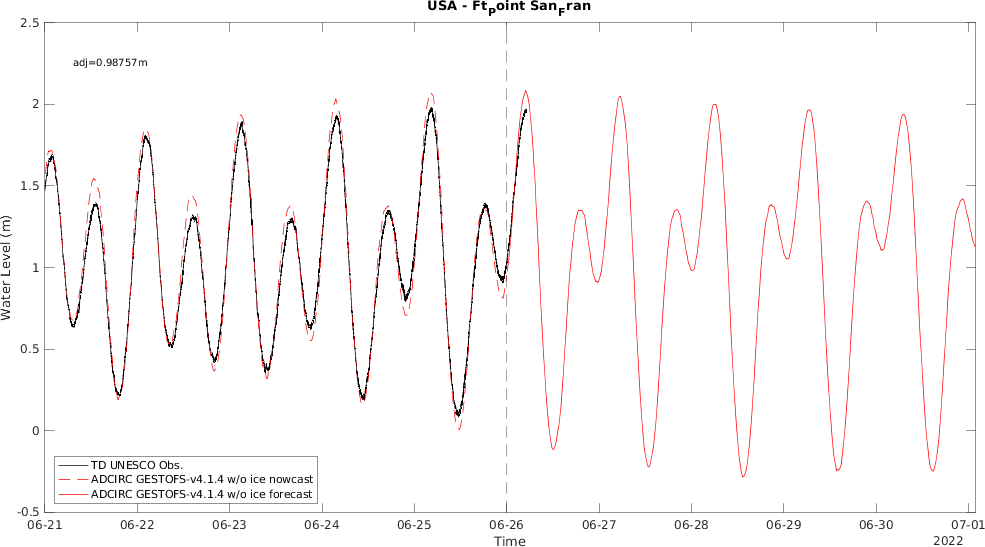 USA - Ft_Point San_Fran
adj=0.98757m
Water Level (m)
2.5
2
1.5
1
0.5
0
-0.5
TD UNESCO Obs.
ADCIRC GESTOFS-v4.1.4 w/o ice nowcast
ADCIRC GESTOFS-v4.1.4 w/o ice forecast
06-21 06-22 06-23 06-24 06-25 06-26 06-27 06-28 06-29 06-30 07-01
Time
2022